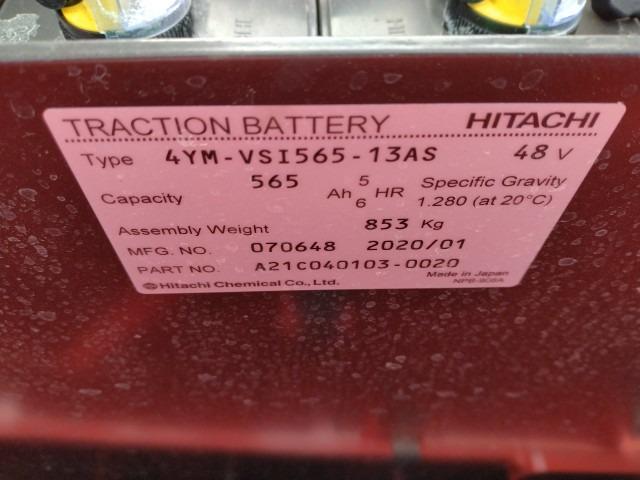 TRACTION BATTERY HITACHI
Type 4YM-VSI565-13AS 48 V
Capacity 565 Ah 5 HR Specific Gravity
6 1.280 (at 20°C)
Assembly Weight 853 Kg
MFG. NO. 070648 2020/01
PART NO. A21C040103-0020
Made in Japan
Hitachi Chemical Co., Ltd.